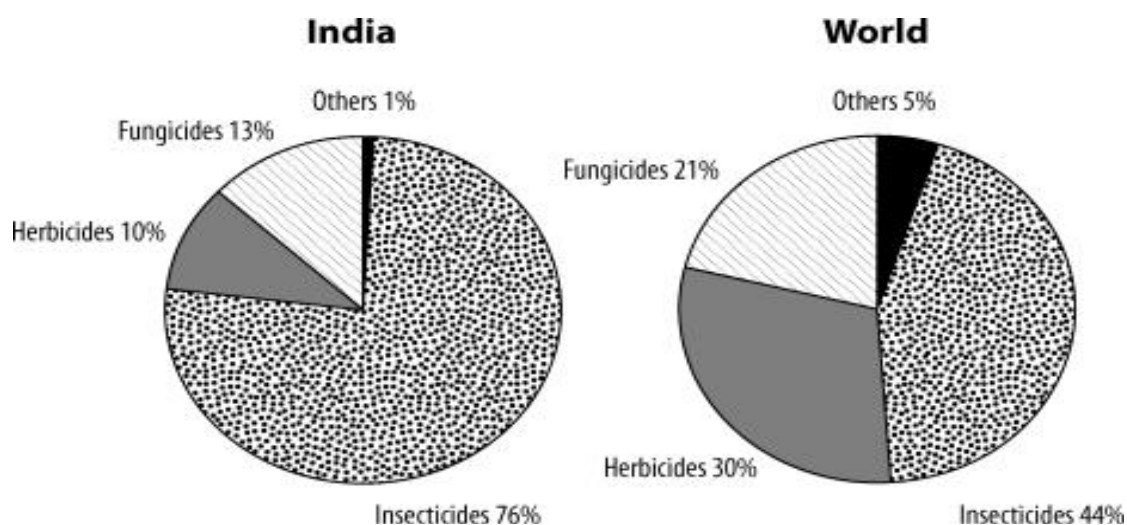 India
Others 1%
Fungicides 13%
Herbicides 10%
Insecticides 76%
World
Others 5%
Fungicides 21%
Herbicides 30%
Insecticides 44%